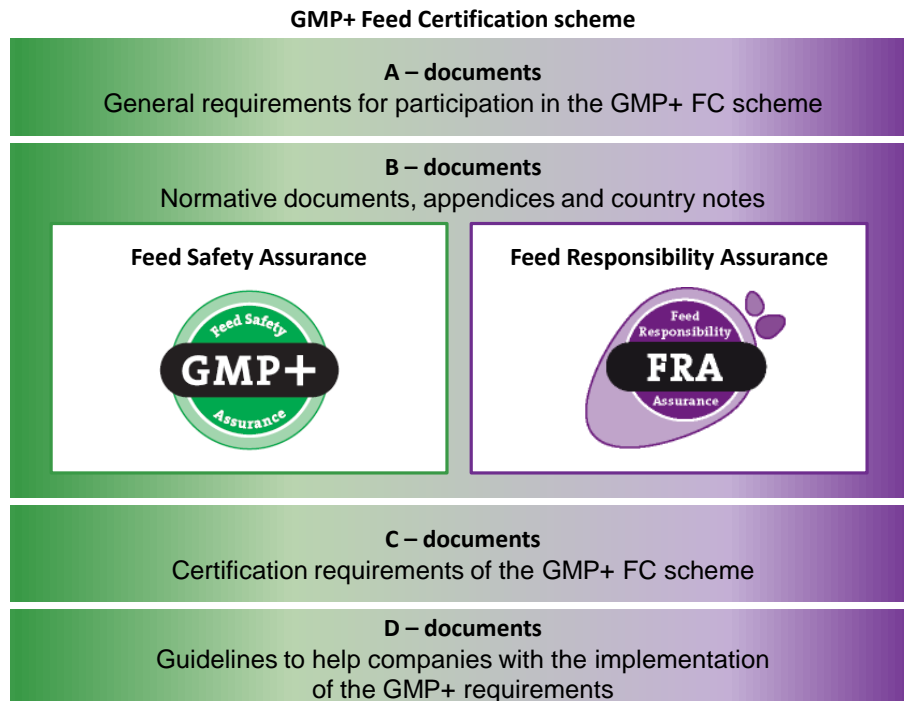 GMP+ Feed Certification scheme
A – documents
General requirements for participation in the GMP+ FC scheme
B – documents
Normative documents, appendices and country notes
Feed Safety Assurance
Feed Safety
GMP+
Assurance
Feed Responsibility Assurance
Feed
Responsibility
FRA
Assurance
C – documents
Certification requirements of the GMP+ FC scheme
D – documents
Guidelines to help companies with the implementation
of the GMP+ requirements